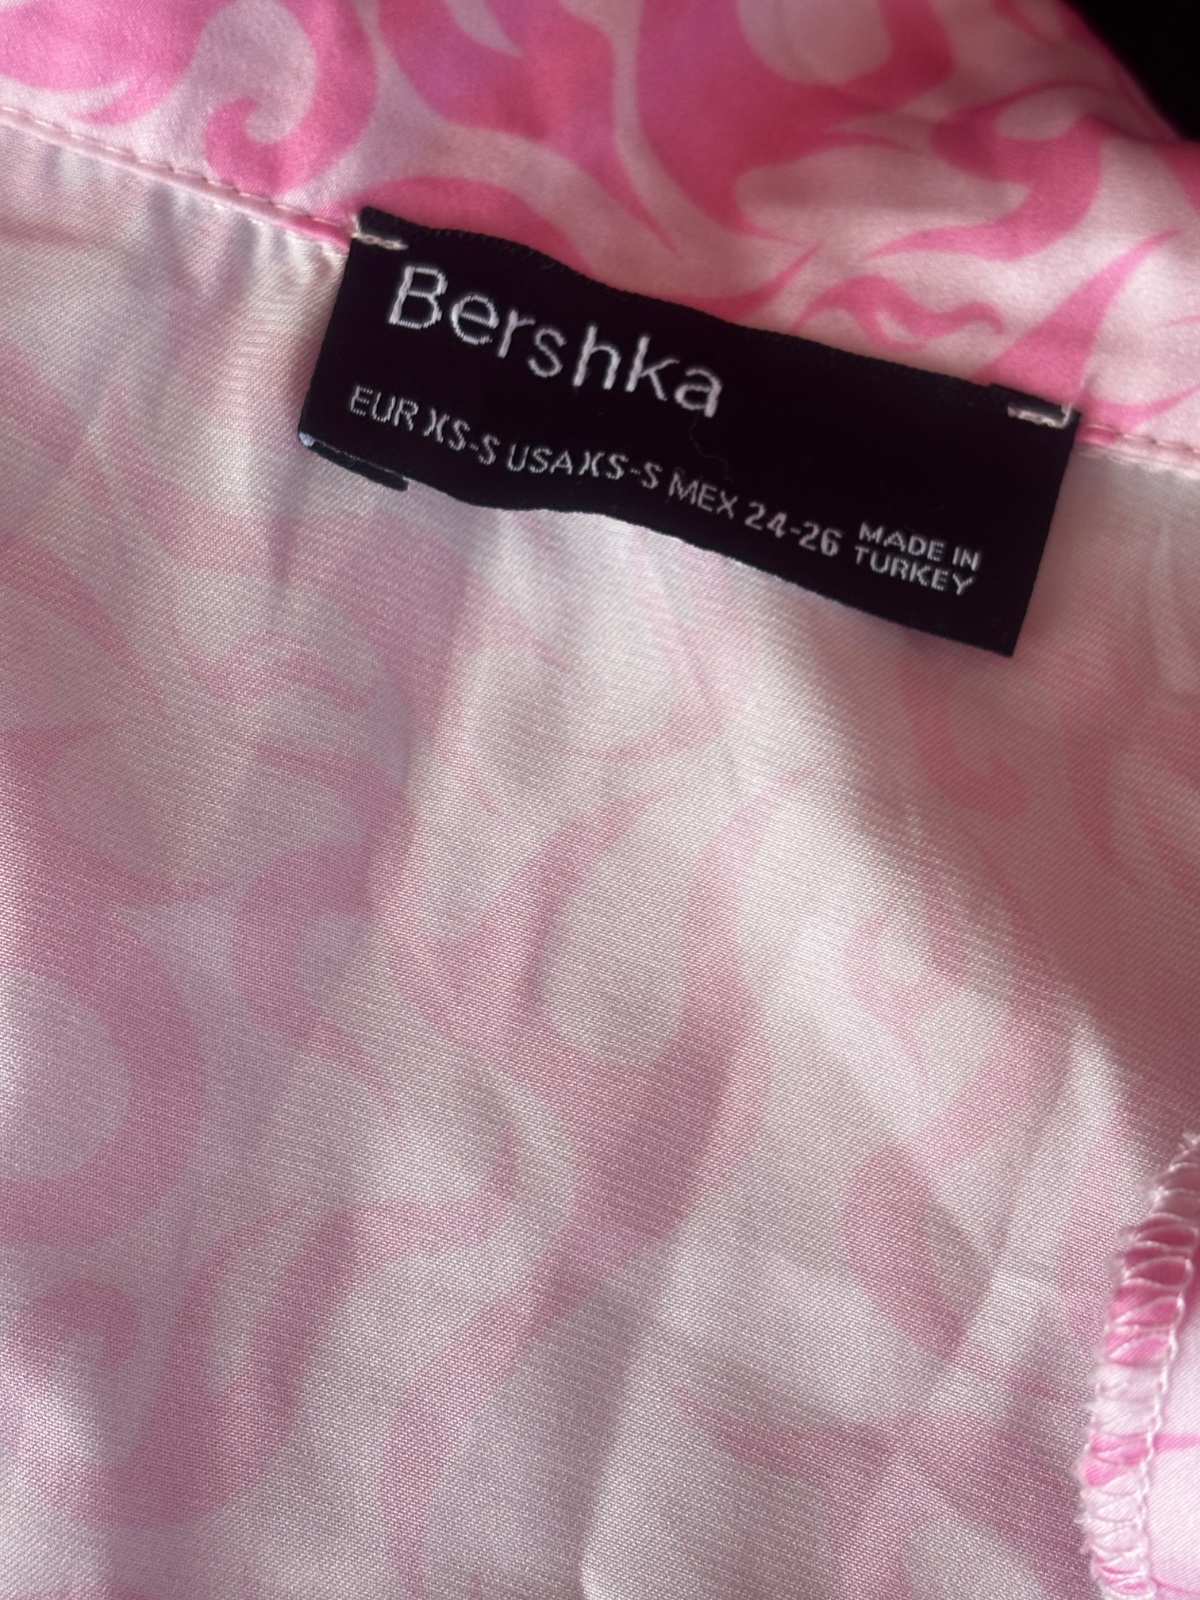 Bershka
EUR XS-S USA XS-S MEX 24-26 MADE IN
TURKEY